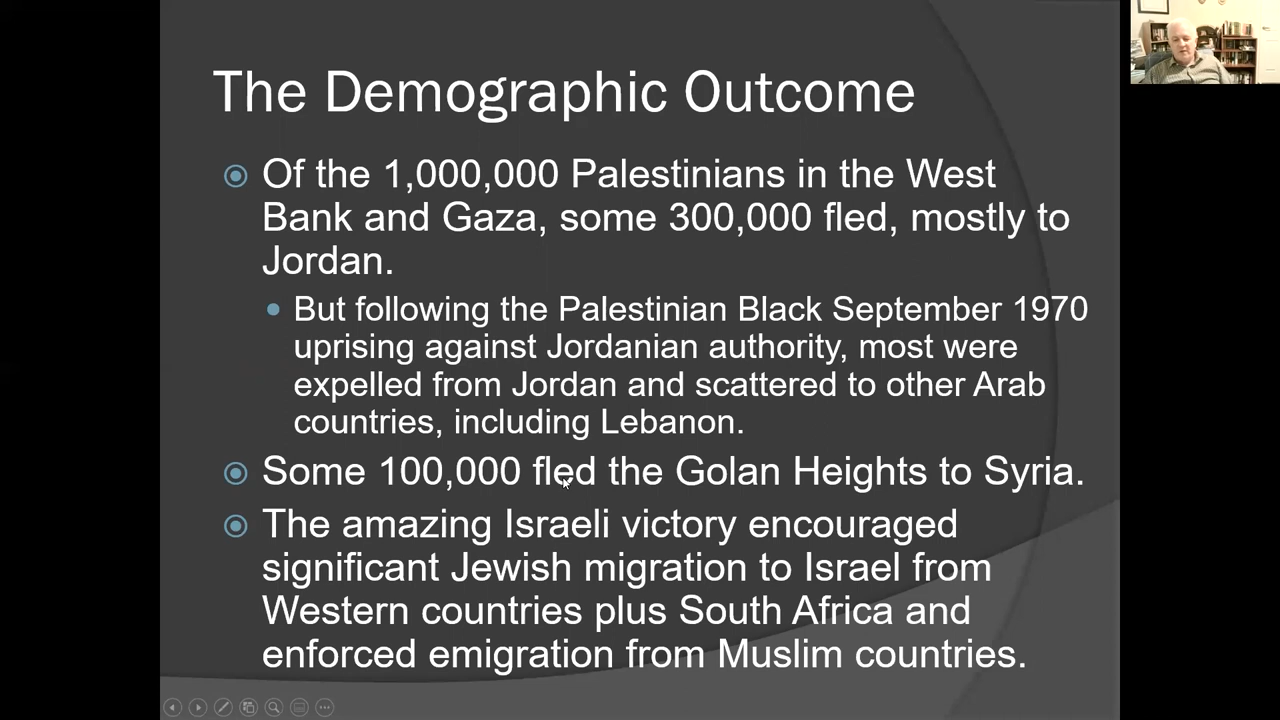 The Demographic Outcome
Of the 1,000,000 Palestinians in the West
Bank and Gaza, some 300,000 fled, mostly to
Jordan.
But following the Palestinian Black September 1970
uprising against Jordanian authority, most were
expelled from Jordan and scattered to other Arab
countries, including Lebanon.
Some 100,000 fled the Golan Heights to Syria.
The amazing Israeli victory encouraged
significant Jewish migration to Israel from
Western countries plus South Africa and
enforced emigration from Muslim countries.